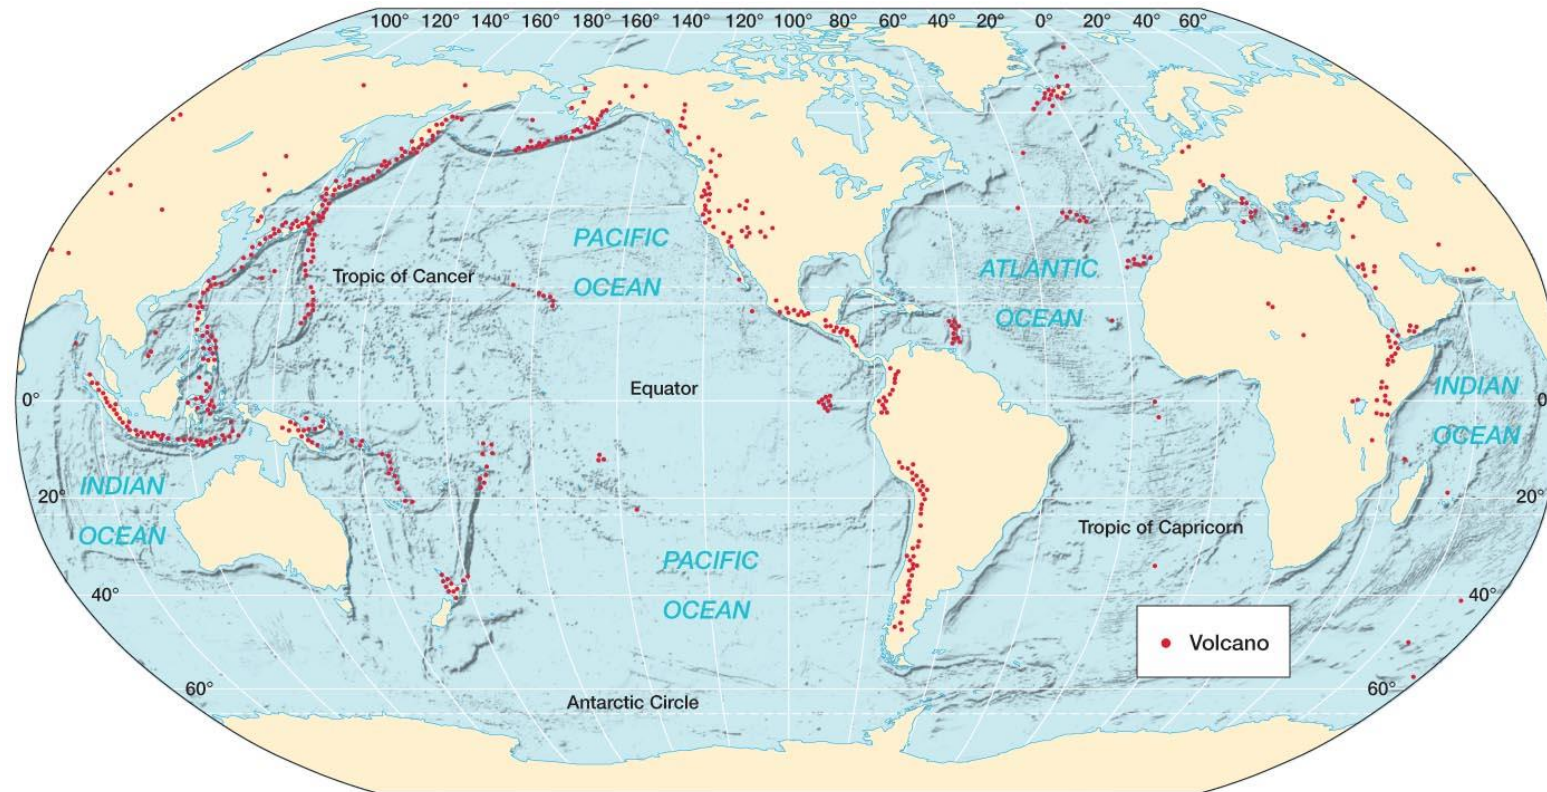 100° 120° 140° 160° 180° 160° 140° 120° 100° 80° 60° 40° 20° 0° 20° 40° 60°
PACIFIC
OCEAN
Tropic of Cancer
ATLANTIC
OCEAN
Equator
INDIAN
OCEAN
0°
0
INDIAN
OCEAN
20°
20°
Tropic of Capricorn
PACIFIC
OCEAN
40°
40°
Volcano
60°
60°
Antarctic Circle